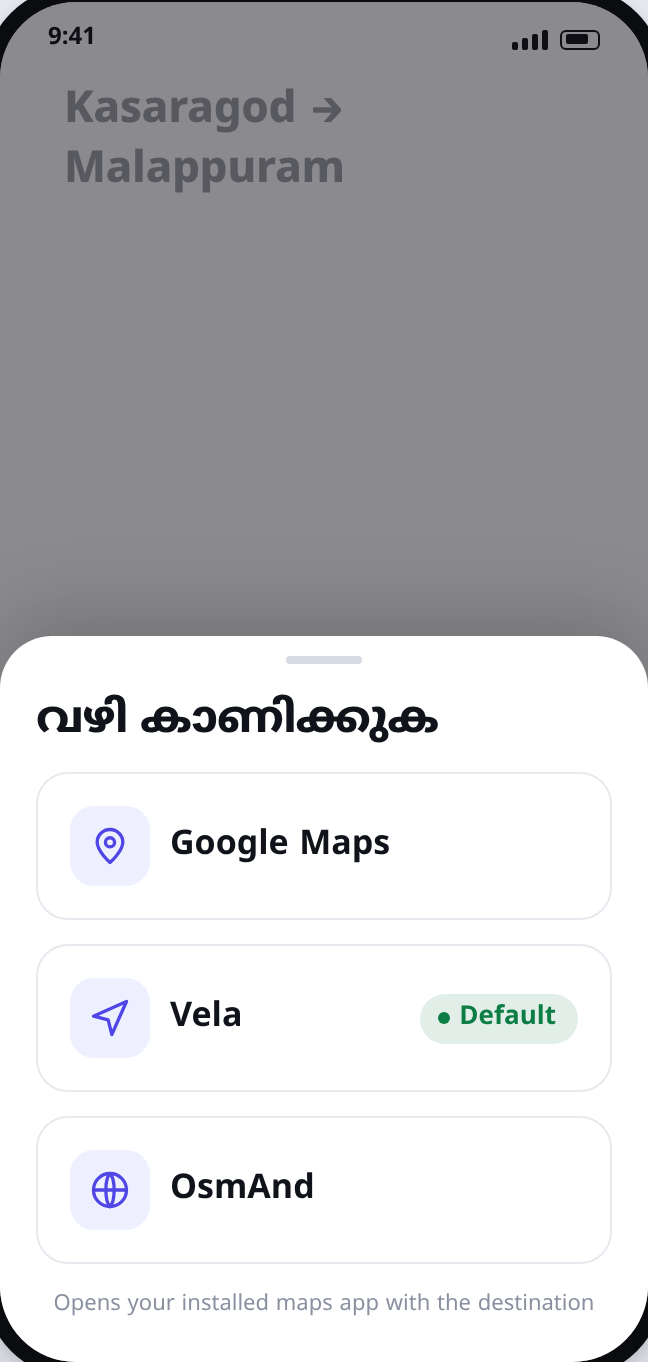 9:41
Kasaragod →
Malappuram
വഴി കാണിക്കുക
Google Maps
Vela
Default
OsmAnd
Opens your installed maps app with the destination